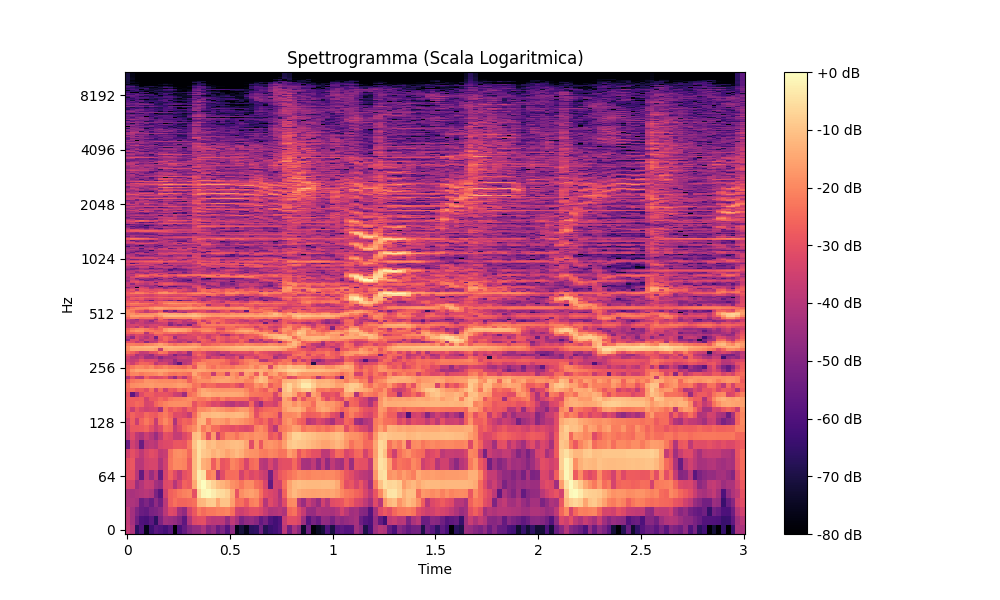 Spettrogramma (Scala Logaritmica)
Hz
8192
4096
2048
1024
512
256
128
64
0
0
0.5
1
1.5
2
2.5
3
Time
+0 dB
-10 dB
-20 dB
-30 dB
-40 dB
-50 dB
-60 dB
-70 dB
-80 dB